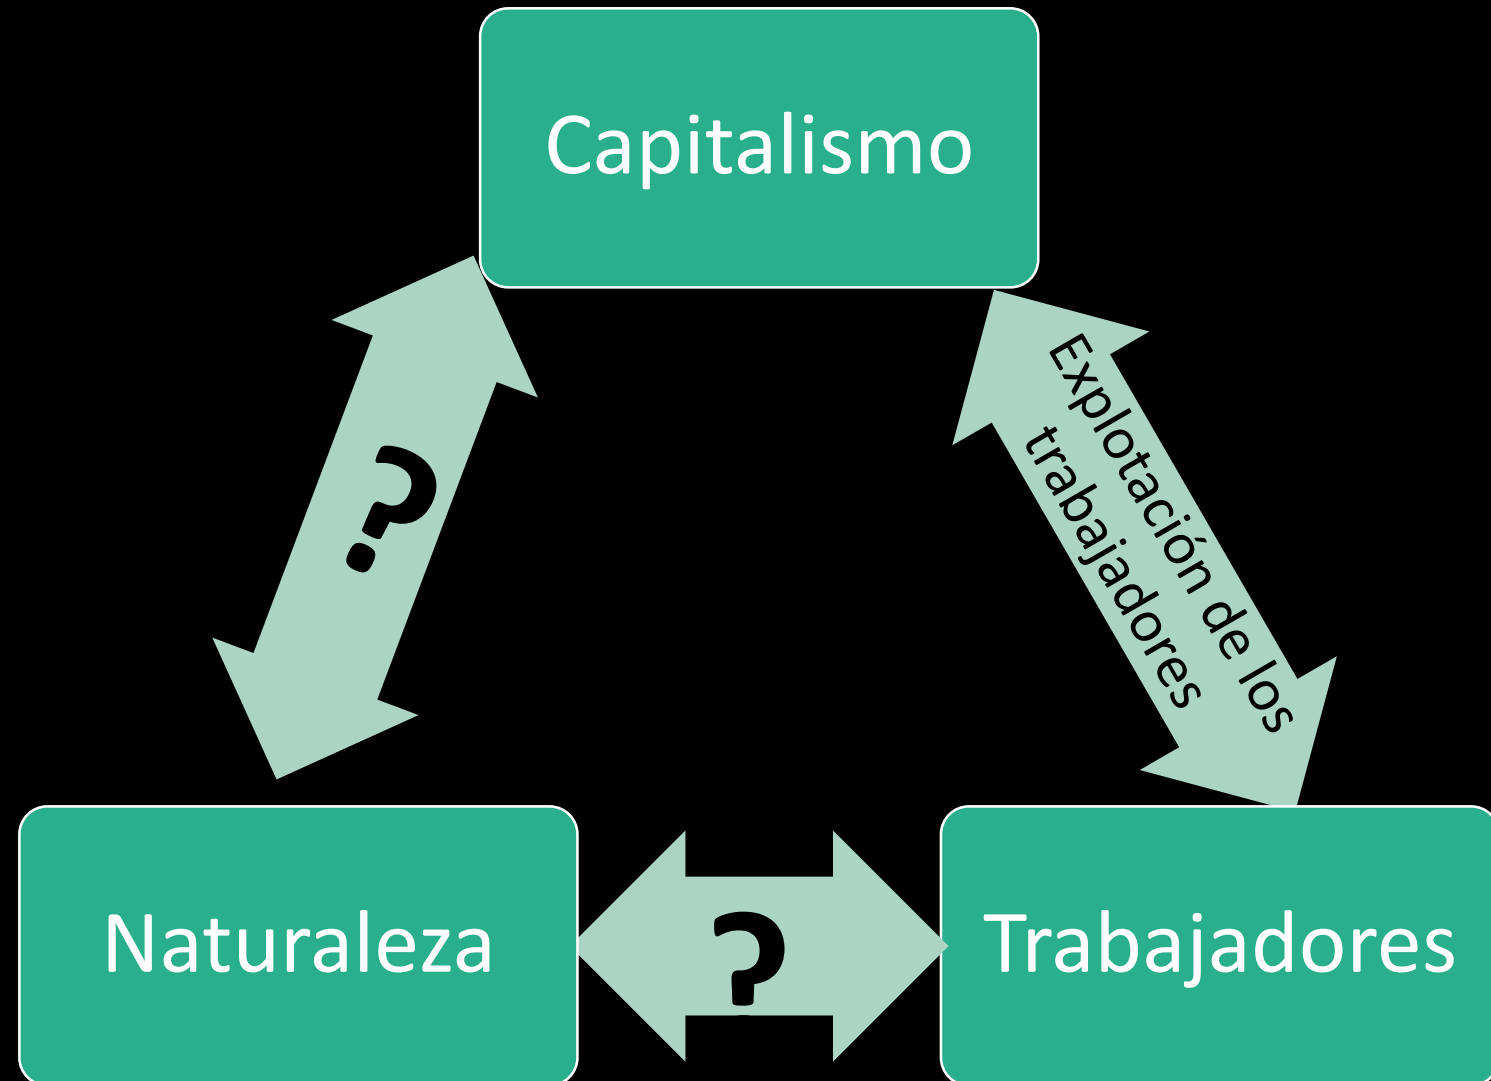 Capitalismo
?
Explotación de los
trabajadores
Naturaleza
?
Trabajadores